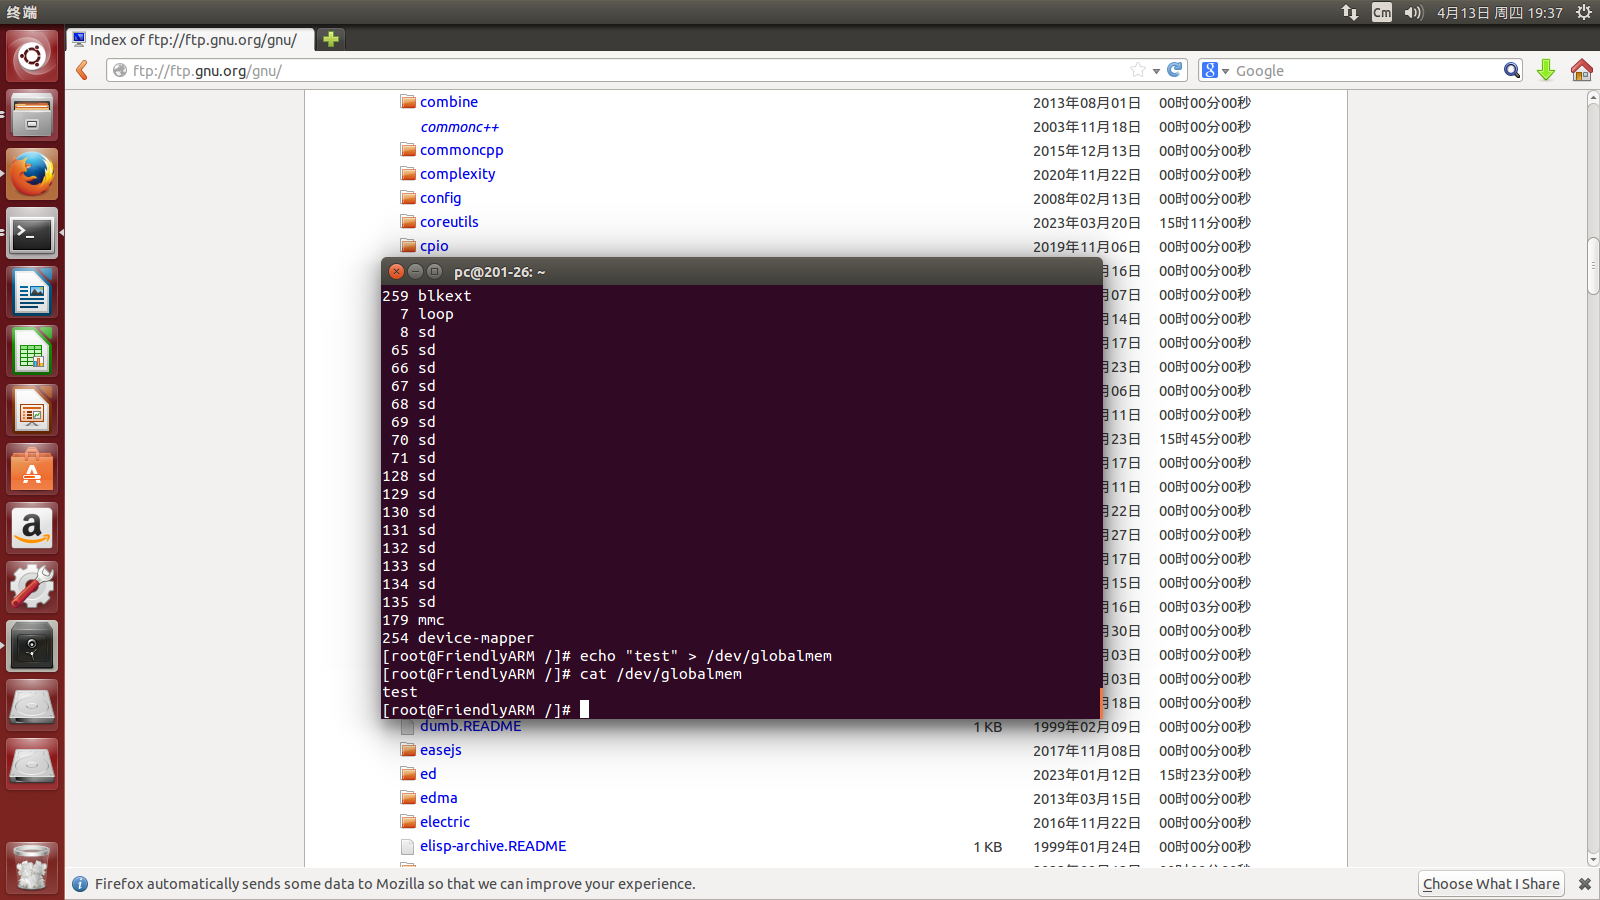 终端
Cm
4月13日 周四 19:37
Index of ftp://ftp.gnu.org/gnu/
ftp://ftp.gnu.org/gnu/
Google
combine 2013年08月01日 00时00分00秒
commonc++ 2003年11月18日 00时00分00秒
commoncpp 2015年12月13日 00时00分00秒
complexity 2020年11月22日 00时00分00秒
config 2008年02月13日 00时00分00秒
coreutils 2023年03月20日 15时11分00秒
cpio 2019年11月06日 00时00分00秒
月16日 00时00分00秒
月07日 00时00分00秒
月14日 00时00分00秒
月17日 00时00分00秒
月23日 00时00分00秒
月06日 00时00分00秒
月11日 00时00分00秒
月23日 15时45分00秒
月17日 00时00分00秒
月11日 00时00分00秒
月22日 00时00分00秒
月27日 00时00分00秒
月17日 00时00分00秒
月15日 00时00分00秒
月16日 00时03分00秒
月30日 00时00分00秒
月03日 00时00分00秒
月03日 00时00分00秒
月18日 00时00分00秒
pc@201-26: ~
259 blkext
7 loop
8 sd
65 sd
66 sd
67 sd
68 sd
69 sd
70 sd
71 sd
128 sd
129 sd
130 sd
131 sd
132 sd
133 sd
134 sd
135 sd
179 mmc
254 device-mapper
[root@FriendlyARM /]# echo "test" > /dev/globalmem
[root@FriendlyARM /]# cat /dev/globalmem
test
[root@FriendlyARM /]#
dumb.README 1 KB 1999年02月09日 00时00分00秒
easejs 2017年11月08日 00时00分00秒
ed 2023年01月12日 15时23分00秒
edma 2013年03月15日 00时00分00秒
electric 2016年11月22日 00时00分00秒
elisp-archive.README 1 KB 1999年01月24日 00时00分00秒
Firefox automatically sends some data to Mozilla so that we can improve your experience.
Choose What I Share